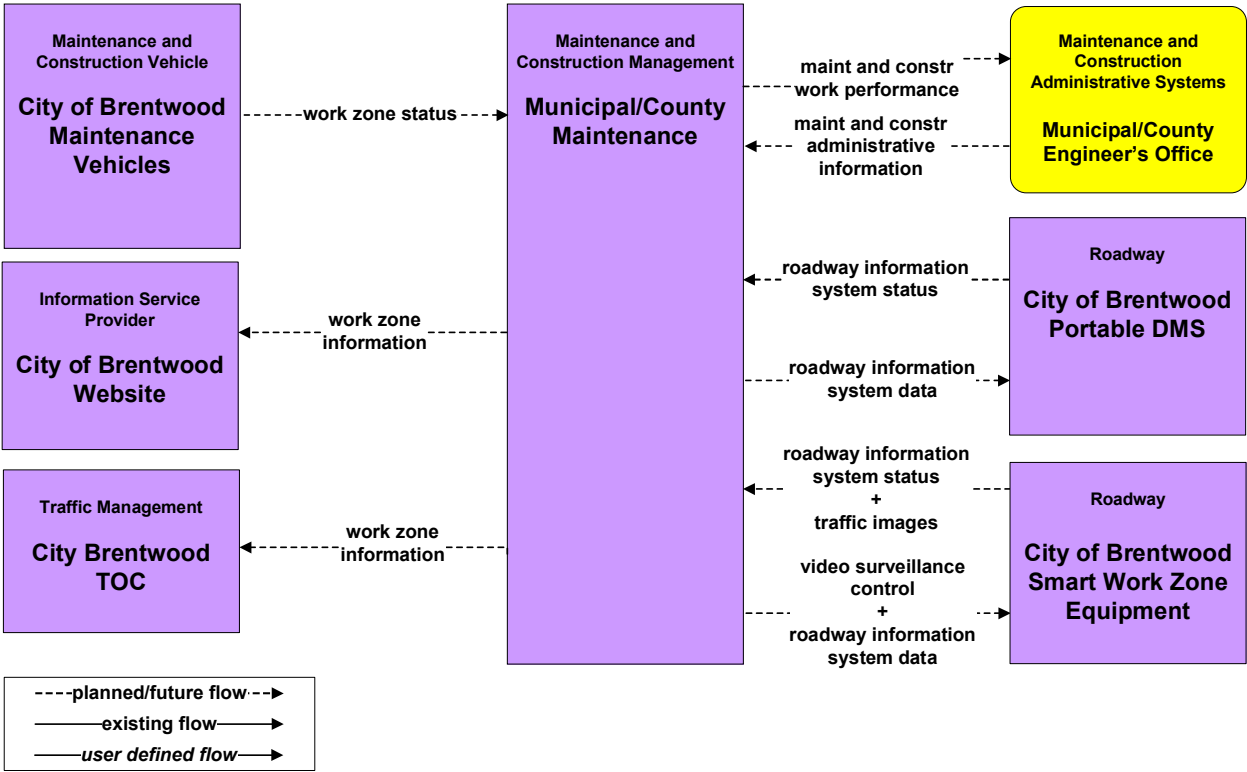 Maintenance and
Construction Vehicle
City of Brentwood
Maintenance
Vehicles
work zone status
Maintenance and
Construction Management
Municipal/County
Maintenance
maint and constr
work performance
maint and constr
administrative
information
Maintenance and
Construction
Administrative Systems
Municipal/County
Engineer's Office
Information Service
Provider
City of Brentwood
Website
work zone
information
roadway information
system status
roadway information
system data
Roadway
City of Brentwood
Portable DMS
Traffic Management
City Brentwood
TOC
work zone
information
roadway information
system status
+
traffic images
video surveillance
control
+
roadway information
system data
Roadway
City of Brentwood
Smart Work Zone
Equipment
planned/future flow
existing flow
user defined flow